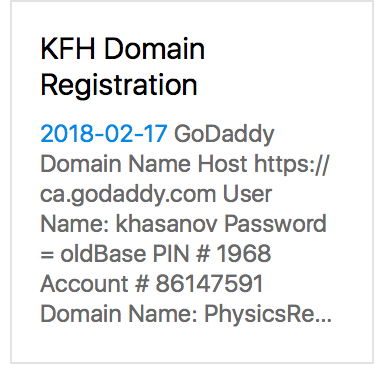 KFH Domain
Registration
2018-02-17 GoDaddy
Domain Name Host https://
ca.godaddy.com User
Name: khasanov Password
= oldBase PIN # 1968
Account # 86147591
Domain Name: PhysicsRe...